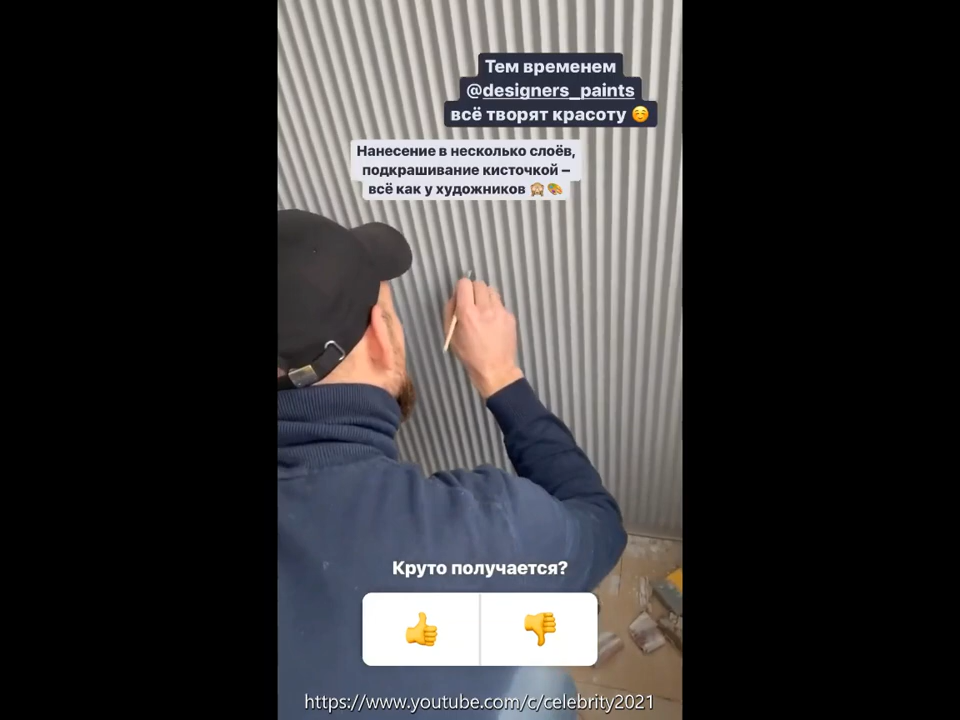 Тем временем
@designers_paints
всё творят красоту ☺️
Нанесение в несколько слоёв,
подкрашивание кисточкой –
всё как у художников 🙈🎨
Круто получается?
👍 👎
https://www.youtube.com/c/celebrity2021